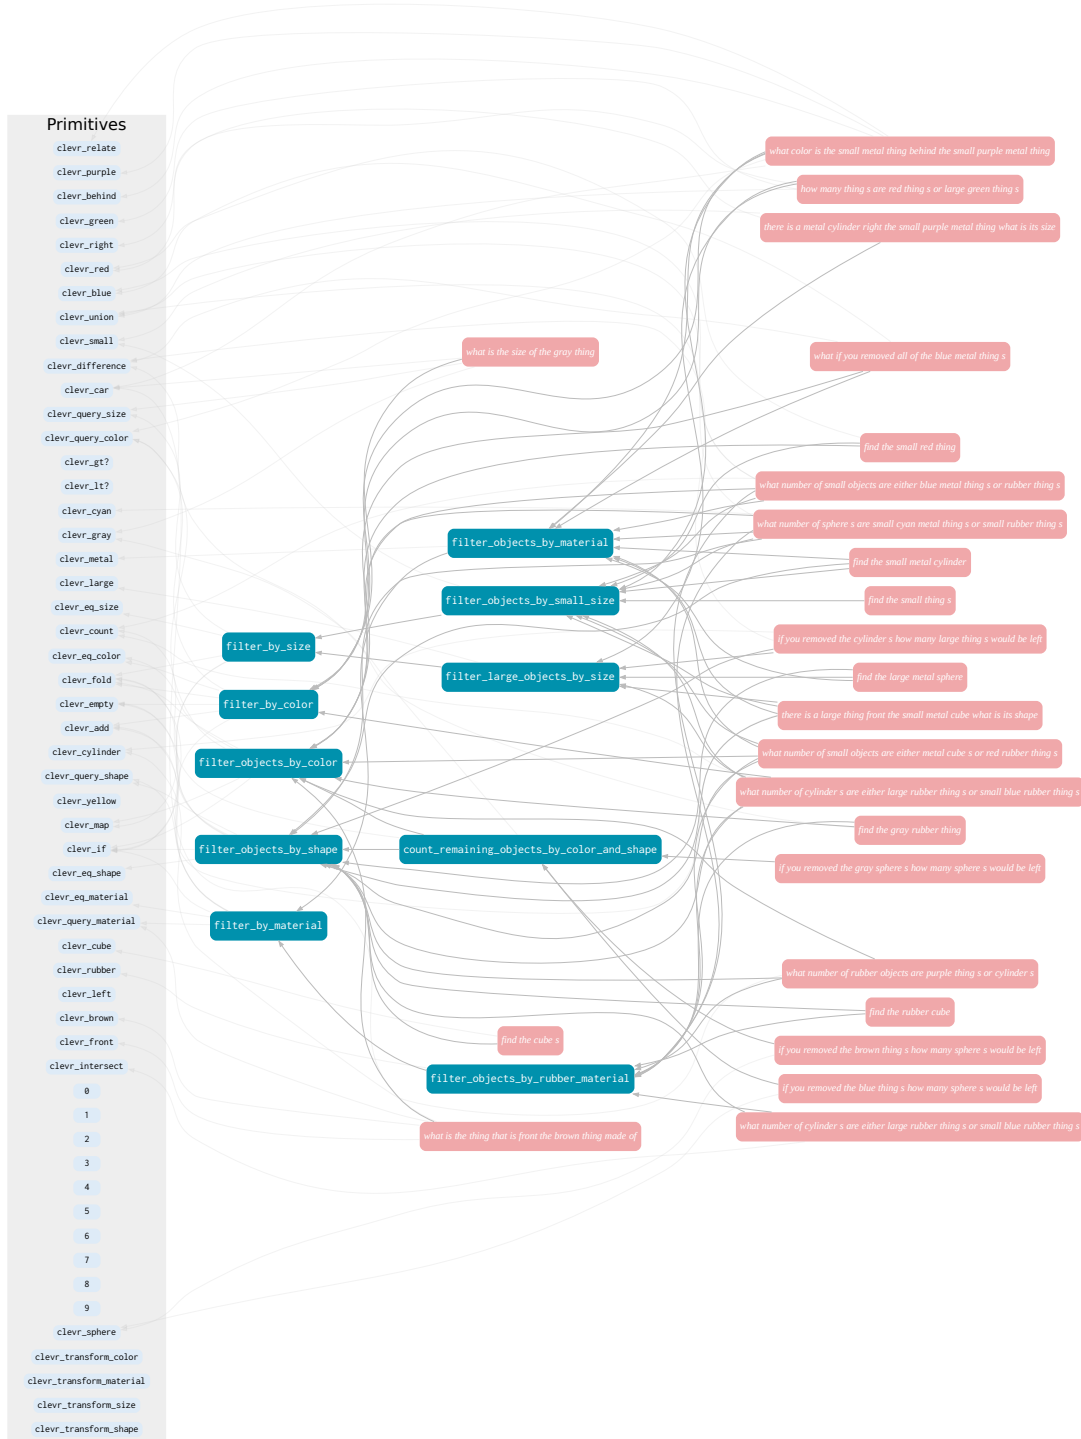 Primitives
clevr_relate
clevr_purple
clevr_behind
clevr_green
clevr_right
clevr_red
clevr_blue
clevr_union
clevr_small
clevr_difference
clevr_car
clevr_query_size
clevr_query_color
clevr_gt?
clevr_lt?
clevr_cyan
clevr_gray
clevr_metal
clevr_large
clevr_eq_size
clevr_count
clevr_eq_color
clevr_fold
clevr_empty
clevr_add
clevr_cylinder
clevr_query_shape
clevr_yellow
clevr_map
clevr_if
clevr_eq_shape
clevr_eq_material
clevr_query_material
clevr_cube
clevr_rubber
clevr_left
clevr_brown
clevr_front
clevr_intersect
0
1
2
3
4
5
6
7
8
9
clevr_sphere
clevr_transform_color
clevr_transform_material
clevr_transform_size
clevr_transform_shape
filter_by_size
filter_by_color
filter_objects_by_color
filter_objects_by_shape
filter_by_material
what is the size of the gray thing
filter_objects_by_material
filter_objects_by_small_size
filter_large_objects_by_size
count_remaining_objects_by_color_and_shape
find the cube s
filter_objects_by_rubber_material
what is the thing that is front the brown thing made of
what color is the small metal thing behind the small purple metal thing
how many thing s are red thing s or large green thing s
there is a metal cylinder right the small purple metal thing what is its size
what if you removed all of the blue metal thing s
find the small red thing
what number of small objects are either blue metal thing s or rubber thing s
what number of sphere s are small cyan metal thing s or small rubber thing s
find the small metal cylinder
find the small thing s
if you removed the cylinder s how many large thing s would be left
find the large metal sphere
there is a large thing front the small metal cube what is its shape
what number of small objects are either metal cube s or red rubber thing s
what number of cylinder s are either large rubber thing s or small blue rubber thing s
find the gray rubber thing
if you removed the gray sphere s how many sphere s would be left
what number of rubber objects are purple thing s or cylinder s
find the rubber cube
if you removed the brown thing s how many sphere s would be left
if you removed the blue thing s how many sphere s would be left
what number of cylinder s are either large rubber thing s or small blue rubber thing s